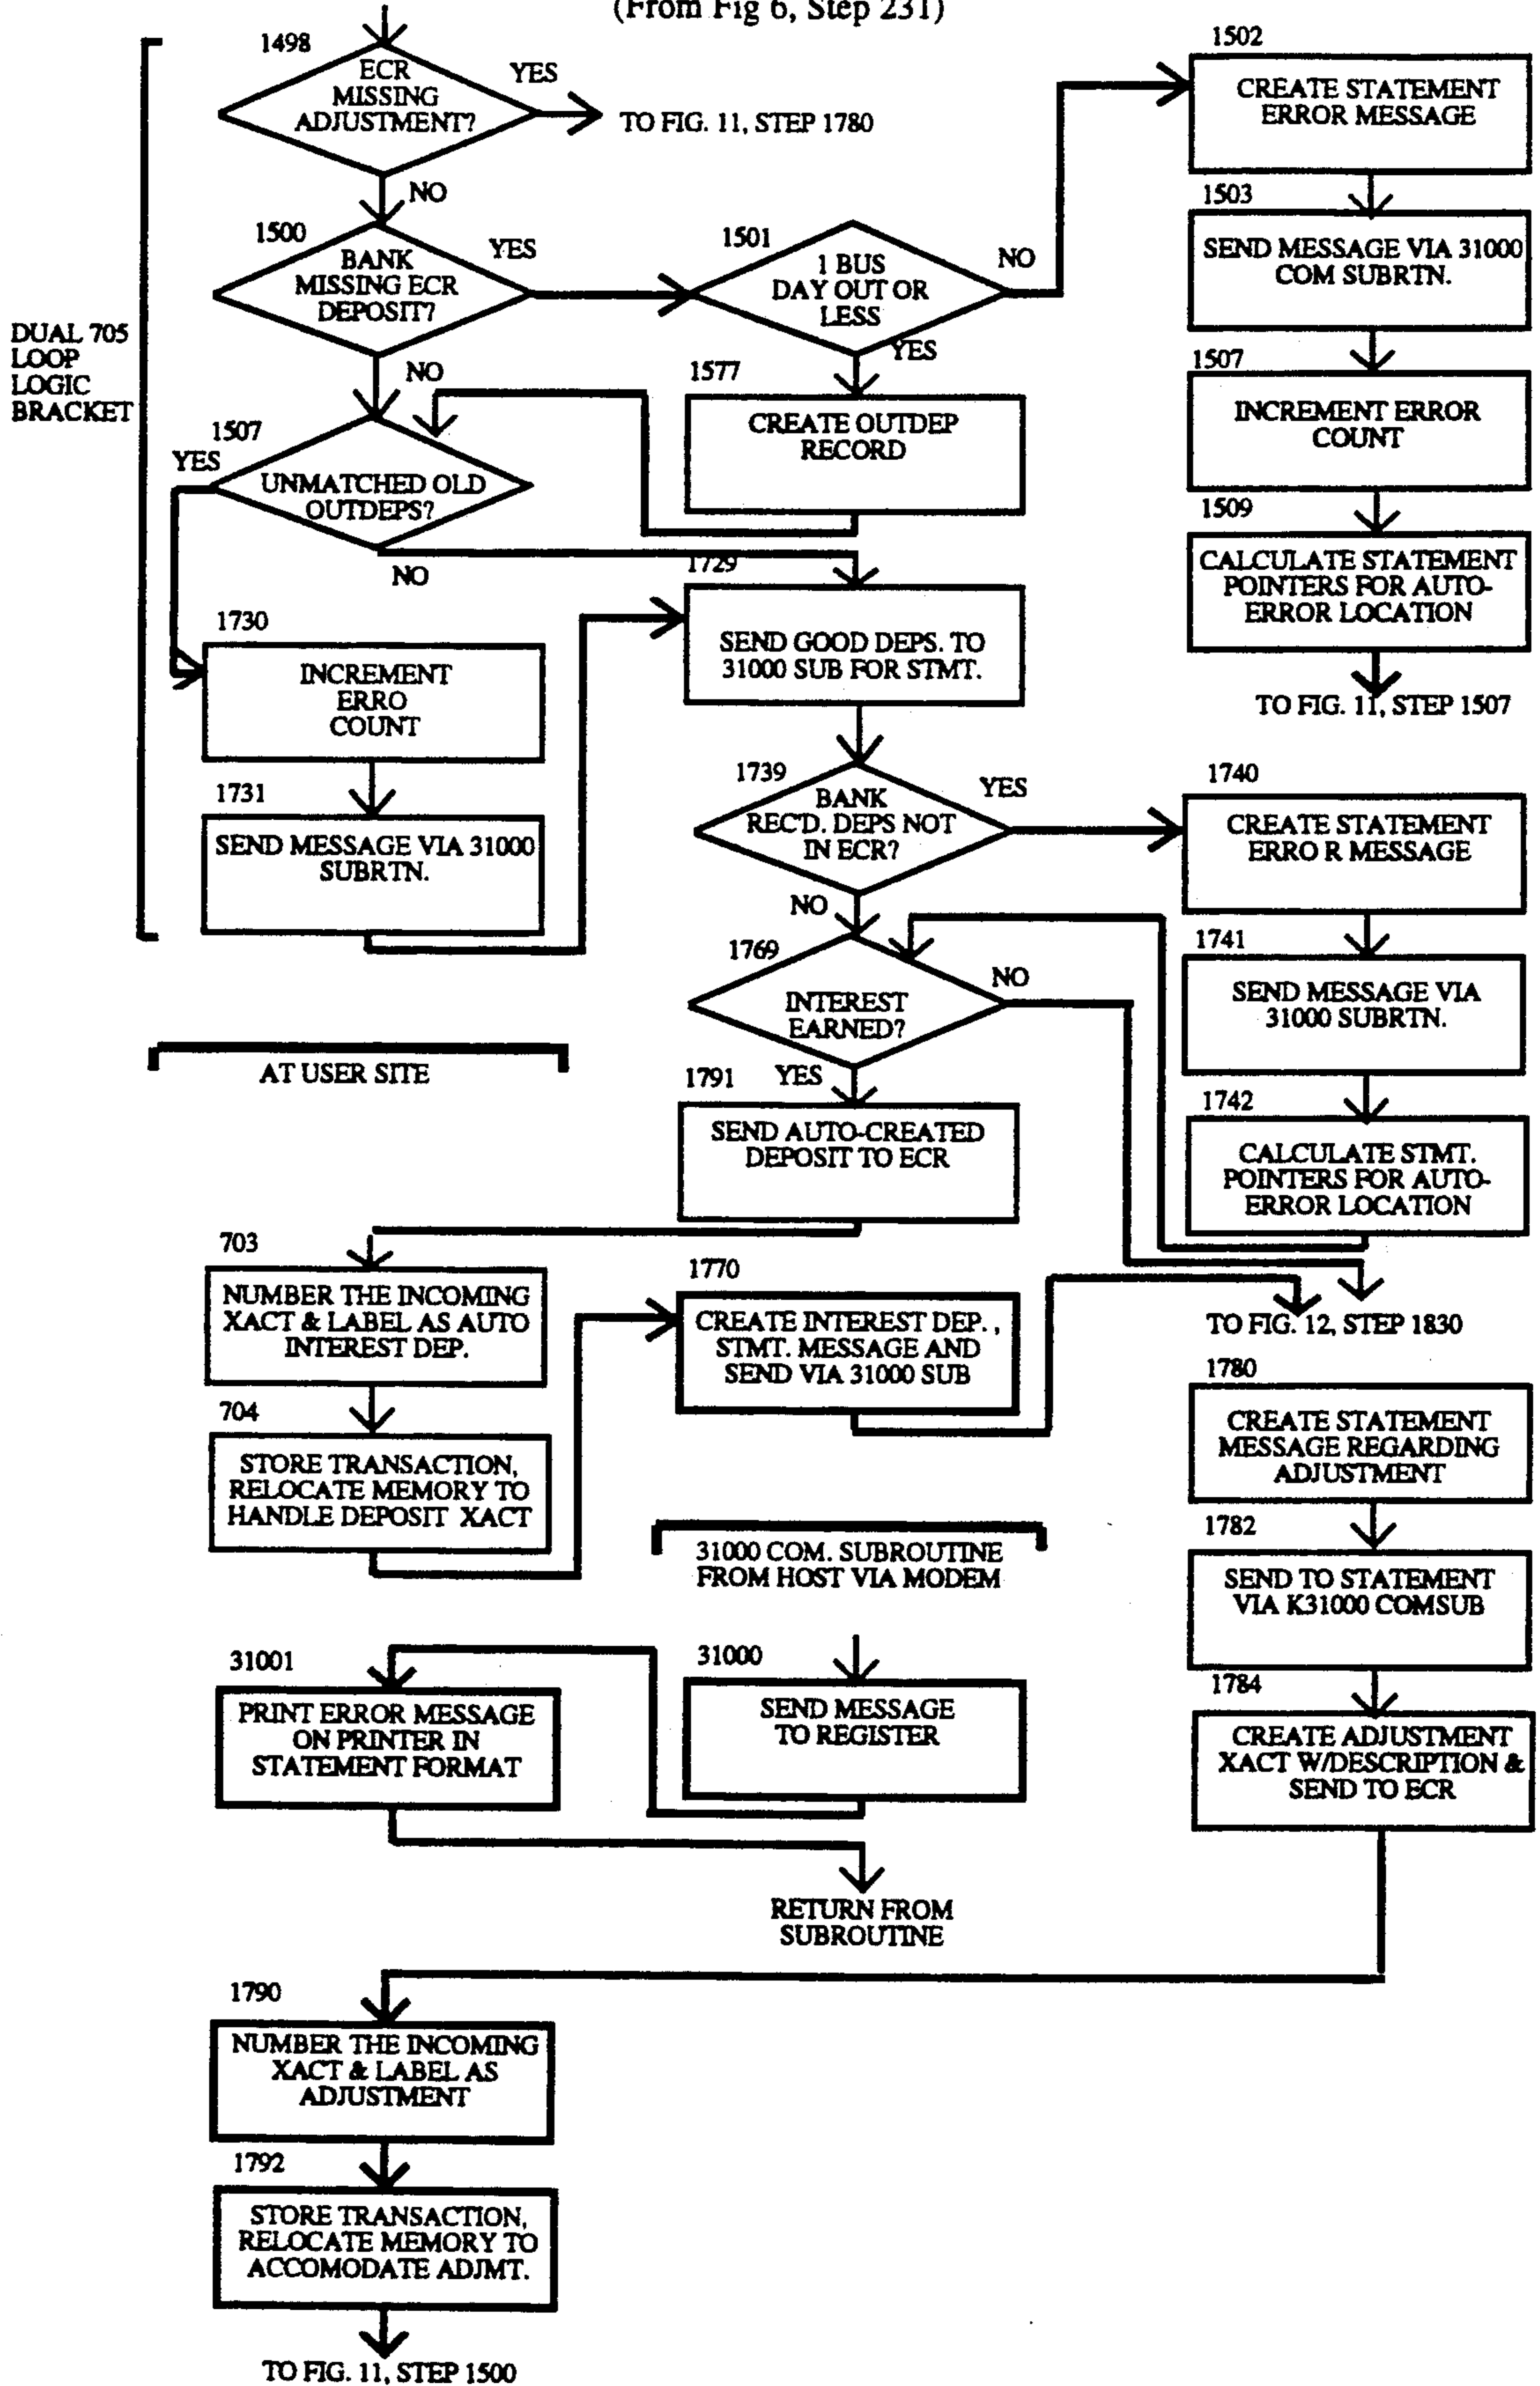 (From Fig 6, Step 231)
1498
ECR
MISSING
ADJUSTMENT?
YES
TO FIG. 11, STEP 1780
NO
1500
BANK
MISSING ECR
DEPOSIT?
YES
1501
1 BUS
DAY OUT OR
LESS
NO
YES
1502
CREATE STATEMENT
ERROR MESSAGE
1503
SEND MESSAGE VIA 31000
COM SUBRTN.
1507
INCREMENT ERROR
COUNT
1509
CALCULATE STATEMENT
POINTERS FOR AUTO-
ERROR LOCATION
TO FIG. 11, STEP 1507
DUAL 705
LOOP
LOGIC
BRACKET
NO
1577
CREATE OUTDEP
RECORD
1507
YES
UNMATCHED OLD
OUTDEPS?
NO
1729
SEND GOOD DEPS. TO
31000 SUB FOR STMT.
1730
INCREMENT
ERRO
COUNT
1731
SEND MESSAGE VIA 31000
SUBRTN.
1739
BANK
REC'D. DEPS NOT
IN ECR?
YES
NO
1740
CREATE STATEMENT
ERRO R MESSAGE
1741
SEND MESSAGE VIA
31000 SUBRTN.
1742
CALCULATE STMT.
POINTERS FOR AUTO-
ERROR LOCATION
1769
INTEREST
EARNED?
NO
YES
AT USER SITE
1791
SEND AUTO-CREATED
DEPOSIT TO ECR
703
NUMBER THE INCOMING
XACT & LABEL AS AUTO
INTEREST DEP.
704
STORE TRANSACTION,
RELOCATE MEMORY TO
HANDLE DEPOSIT XACT
1770
CREATE INTEREST DEP. ,
STMT. MESSAGE AND
SEND VIA 31000 SUB
TO FIG. 12, STEP 1830
1780
CREATE STATEMENT
MESSAGE REGARDING
ADJUSTMENT
1782
SEND TO STATEMENT
VIA K31000 COMSUB
1784
CREATE ADJUSTMENT
XACT W/DESCRIPTION &
SEND TO ECR
31000 COM. SUBROUTINE
FROM HOST VIA MODEM
31001
PRINT ERROR MESSAGE
ON PRINTER IN
STATEMENT FORMAT
31000
SEND MESSAGE
TO REGISTER
RETURN FROM
SUBROUTINE
1790
NUMBER THE INCOMING
XACT & LABEL AS
ADJUSTMENT
1792
STORE TRANSACTION,
RELOCATE MEMORY TO
ACCOMODATE ADJMT.
TO FIG. 11, STEP 1500